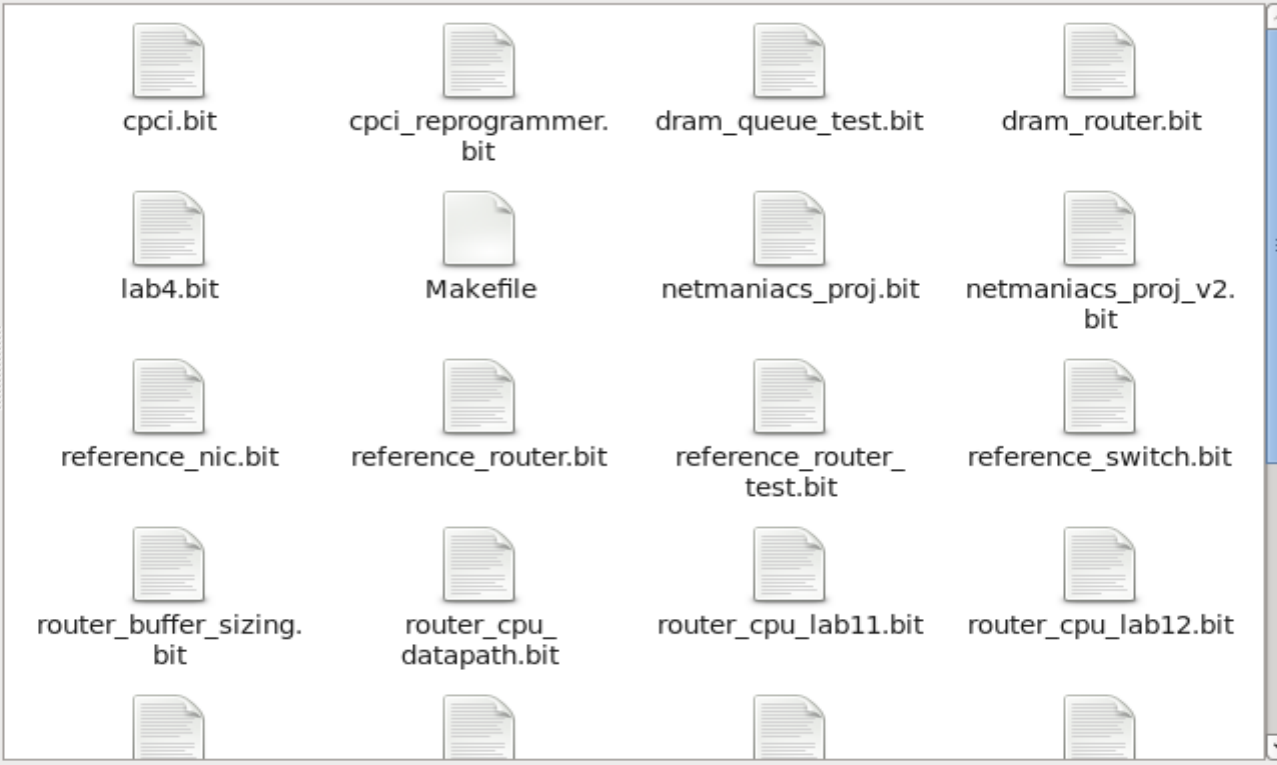 cpci.bit
cpci_reprogrammer.
bit
dram_queue_test.bit
dram_router.bit
lab4.bit
Makefile
netmaniacs_proj.bit
netmaniacs_proj_v2.
bit
reference_nic.bit
reference_router.bit
reference_router_
test.bit
reference_switch.bit
router_buffer_sizing.
bit
router_cpu_
datapath.bit
router_cpu_lab11.bit
router_cpu_lab12.bit